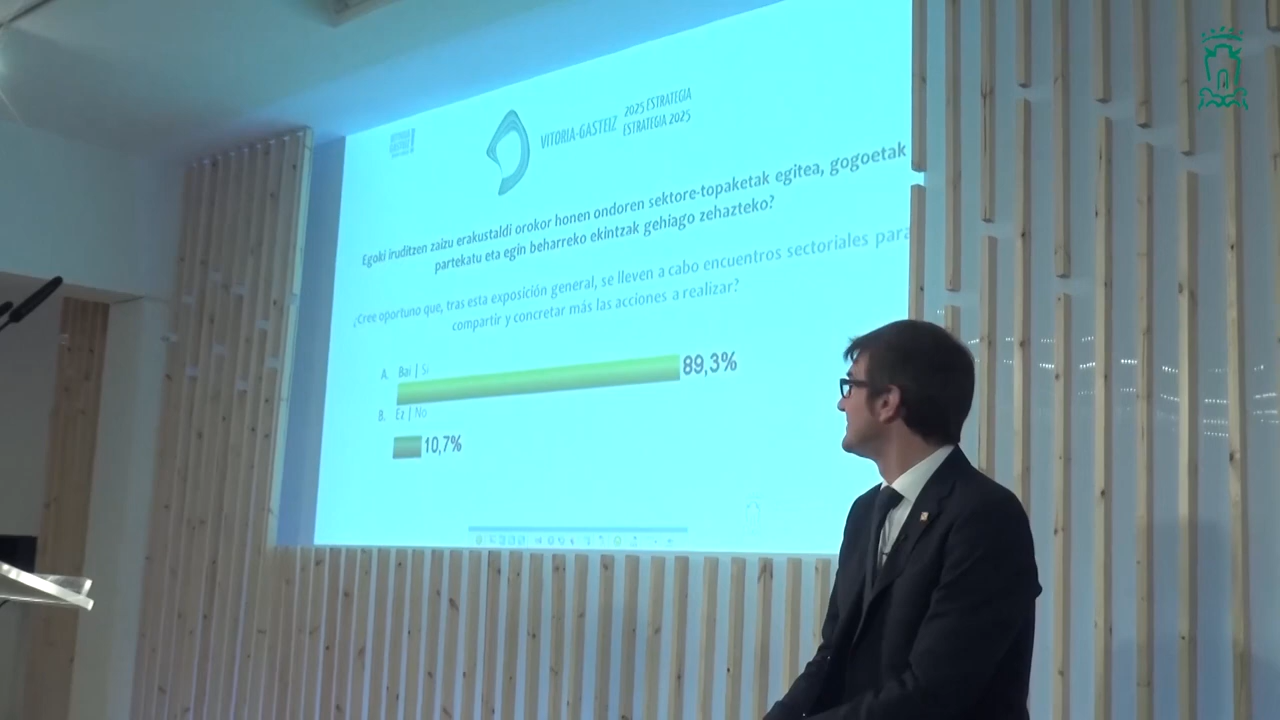 VITORIA-GASTEIZ
2025 ESTRATEGIA
ESTRATEGIA 2025
Egoki iruditzen zaizu erakustaldi orokor honen ondoren sektore-topaketak egitea, gogoetak
partekatu eta egin beharreko ekintzak gehiago zehazteko?
¿Cree oportuno que, tras esta exposición general, se lleven a cabo encuentros sectoriales para
compartir y concretar más las acciones a realizar?
A. Bai | Si 89,3%
B. Ez | No 10,7%